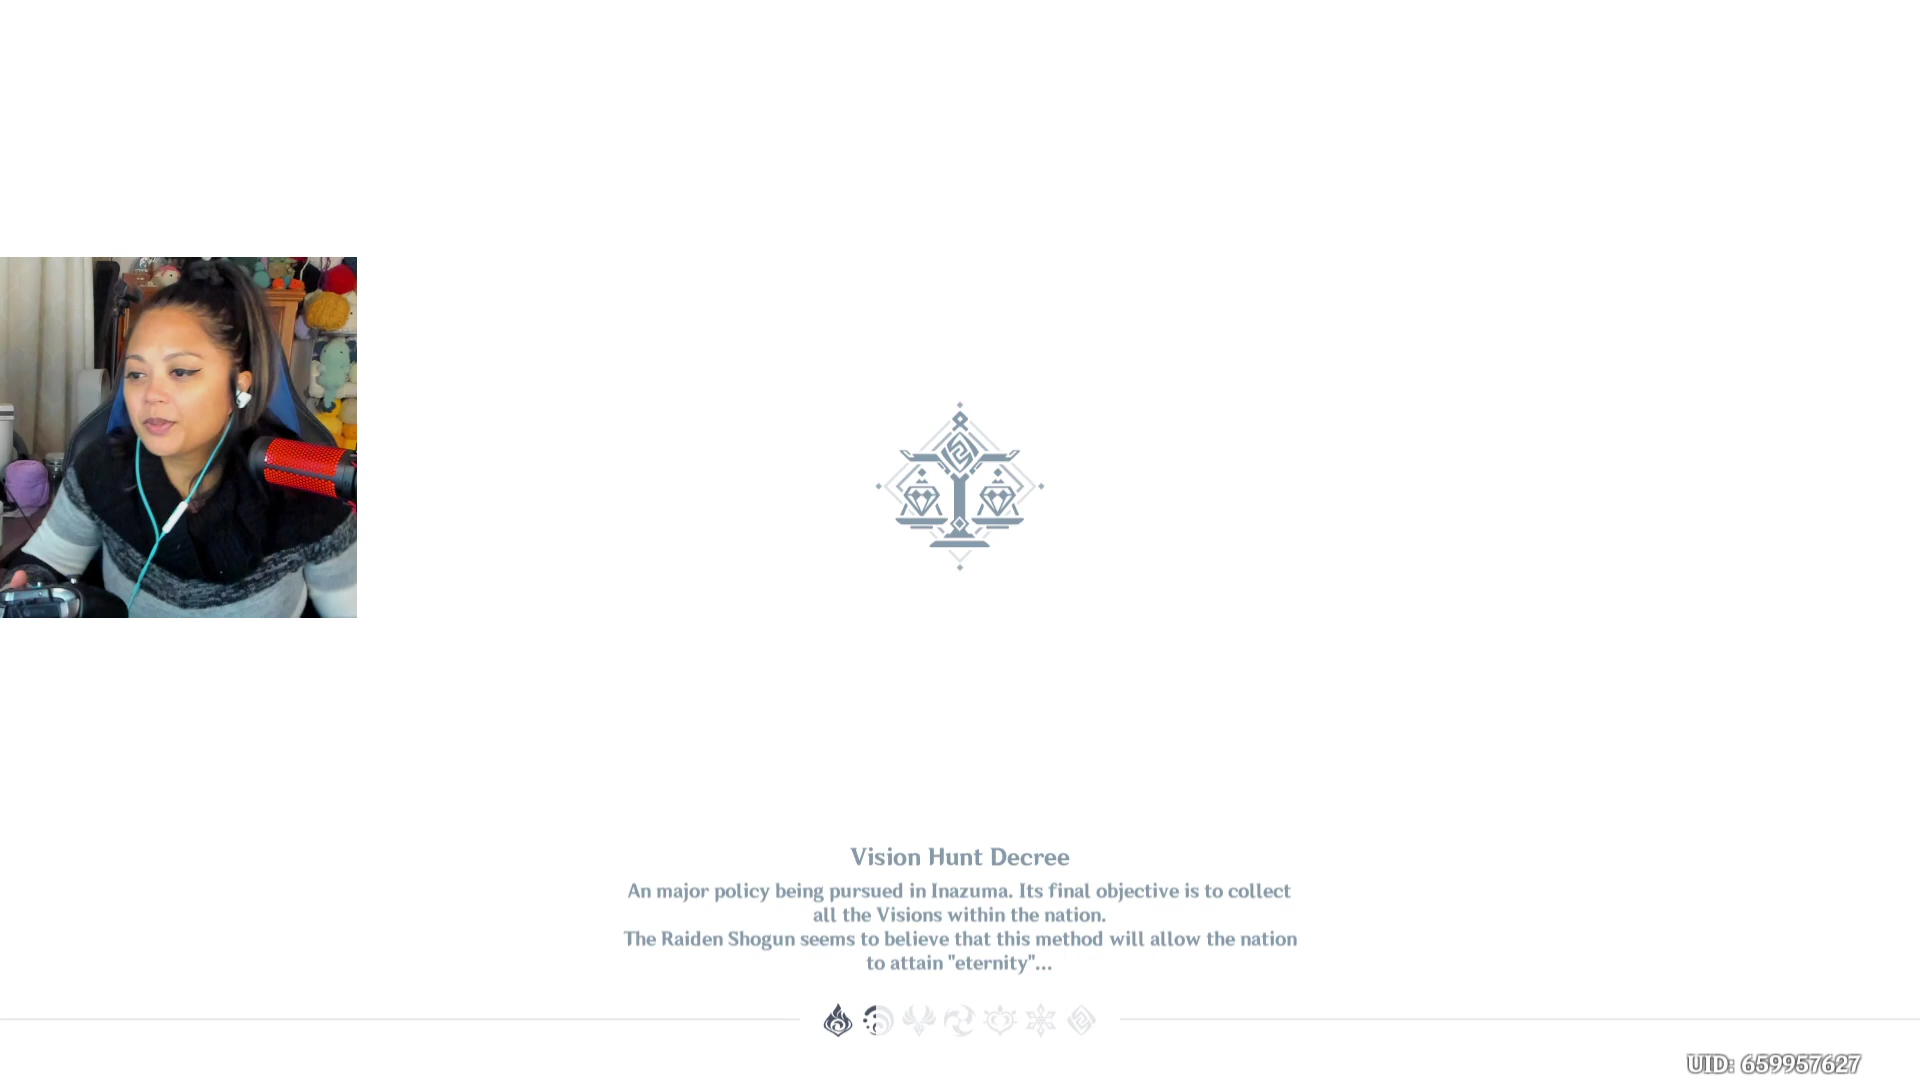 Vision Hunt Decree
An major policy being pursued in Inazuma. Its final objective is to collect
all the Visions within the nation.
The Raiden Shogun seems to believe that this method will allow the nation
to attain "eternity"...
UID: 659957627